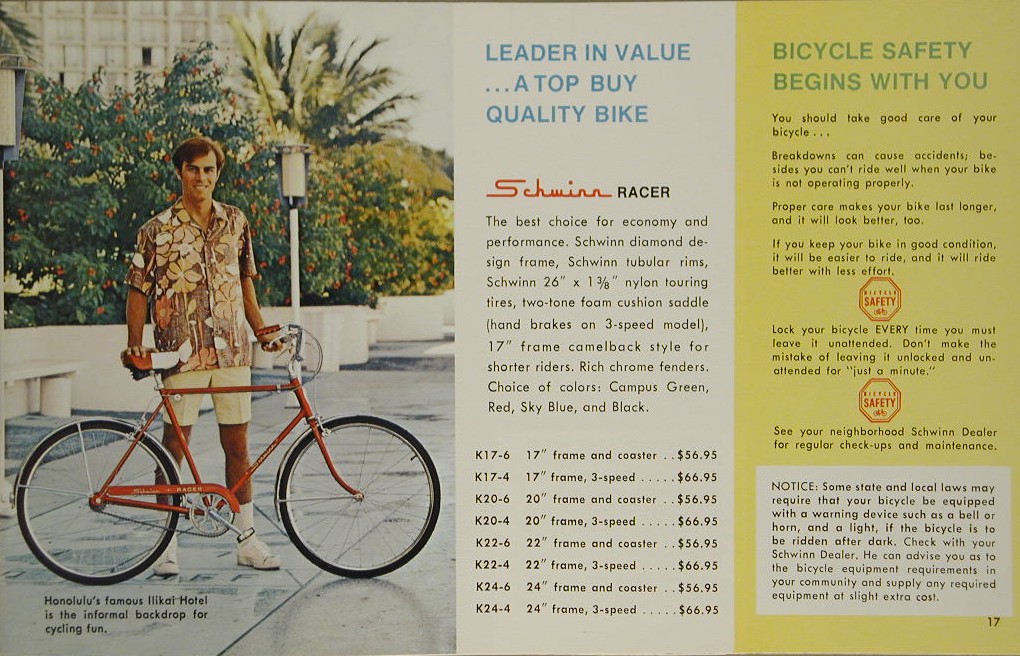 Honolulu's famous Ilikai Hotel
is the informal backdrop for
cycling fun.
LEADER IN VALUE
...A TOP BUY
QUALITY BIKE
Schwinn RACER
The best choice for economy and
performance. Schwinn diamond de-
sign frame, Schwinn tubular rims,
Schwinn 26" x 1 3/8" nylon touring
tires, two-tone foam cushion saddle
(hand brakes on 3-speed model),
17" frame camelback style for
shorter riders. Rich chrome fenders.
Choice of colors: Campus Green,
Red, Sky Blue, and Black.
K17-6 17" frame and coaster ..$56.95
K17-4 17" frame, 3-speed .....$66.95
K20-6 20" frame and coaster ..$56.95
K20-4 20" frame, 3-speed .....$66.95
K22-6 22" frame and coaster ..$56.95
K22-4 22" frame, 3-speed .....$66.95
K24-6 24" frame and coaster ..$56.95
K24-4 24" frame, 3-speed .....$66.95
BICYCLE SAFETY
BEGINS WITH YOU
You should take good care of your
bicycle...
Breakdowns can cause accidents; be-
sides you can't ride well when your bike
is not operating properly.
Proper care makes your bike last longer,
and it will look better, too.
If you keep your bike in good condition,
it will be easier to ride, and it will ride
better with less effort.
BICYCLE
SAFETY
Lock your bicycle EVERY time you must
leave it unattended. Don't make the
mistake of leaving it unlocked and un-
attended for "just a minute."
BICYCLE
SAFETY
See your neighborhood Schwinn Dealer
for regular check-ups and maintenance.
NOTICE: Some state and local laws may
require that your bicycle be equipped
with a warning device such as a bell or
horn, and a light, if the bicycle is to
be ridden after dark. Check with your
Schwinn Dealer. He can advise you as to
the bicycle equipment requirements in
your community and supply any required
equipment at slight extra cost.
17
Schwinn RACER